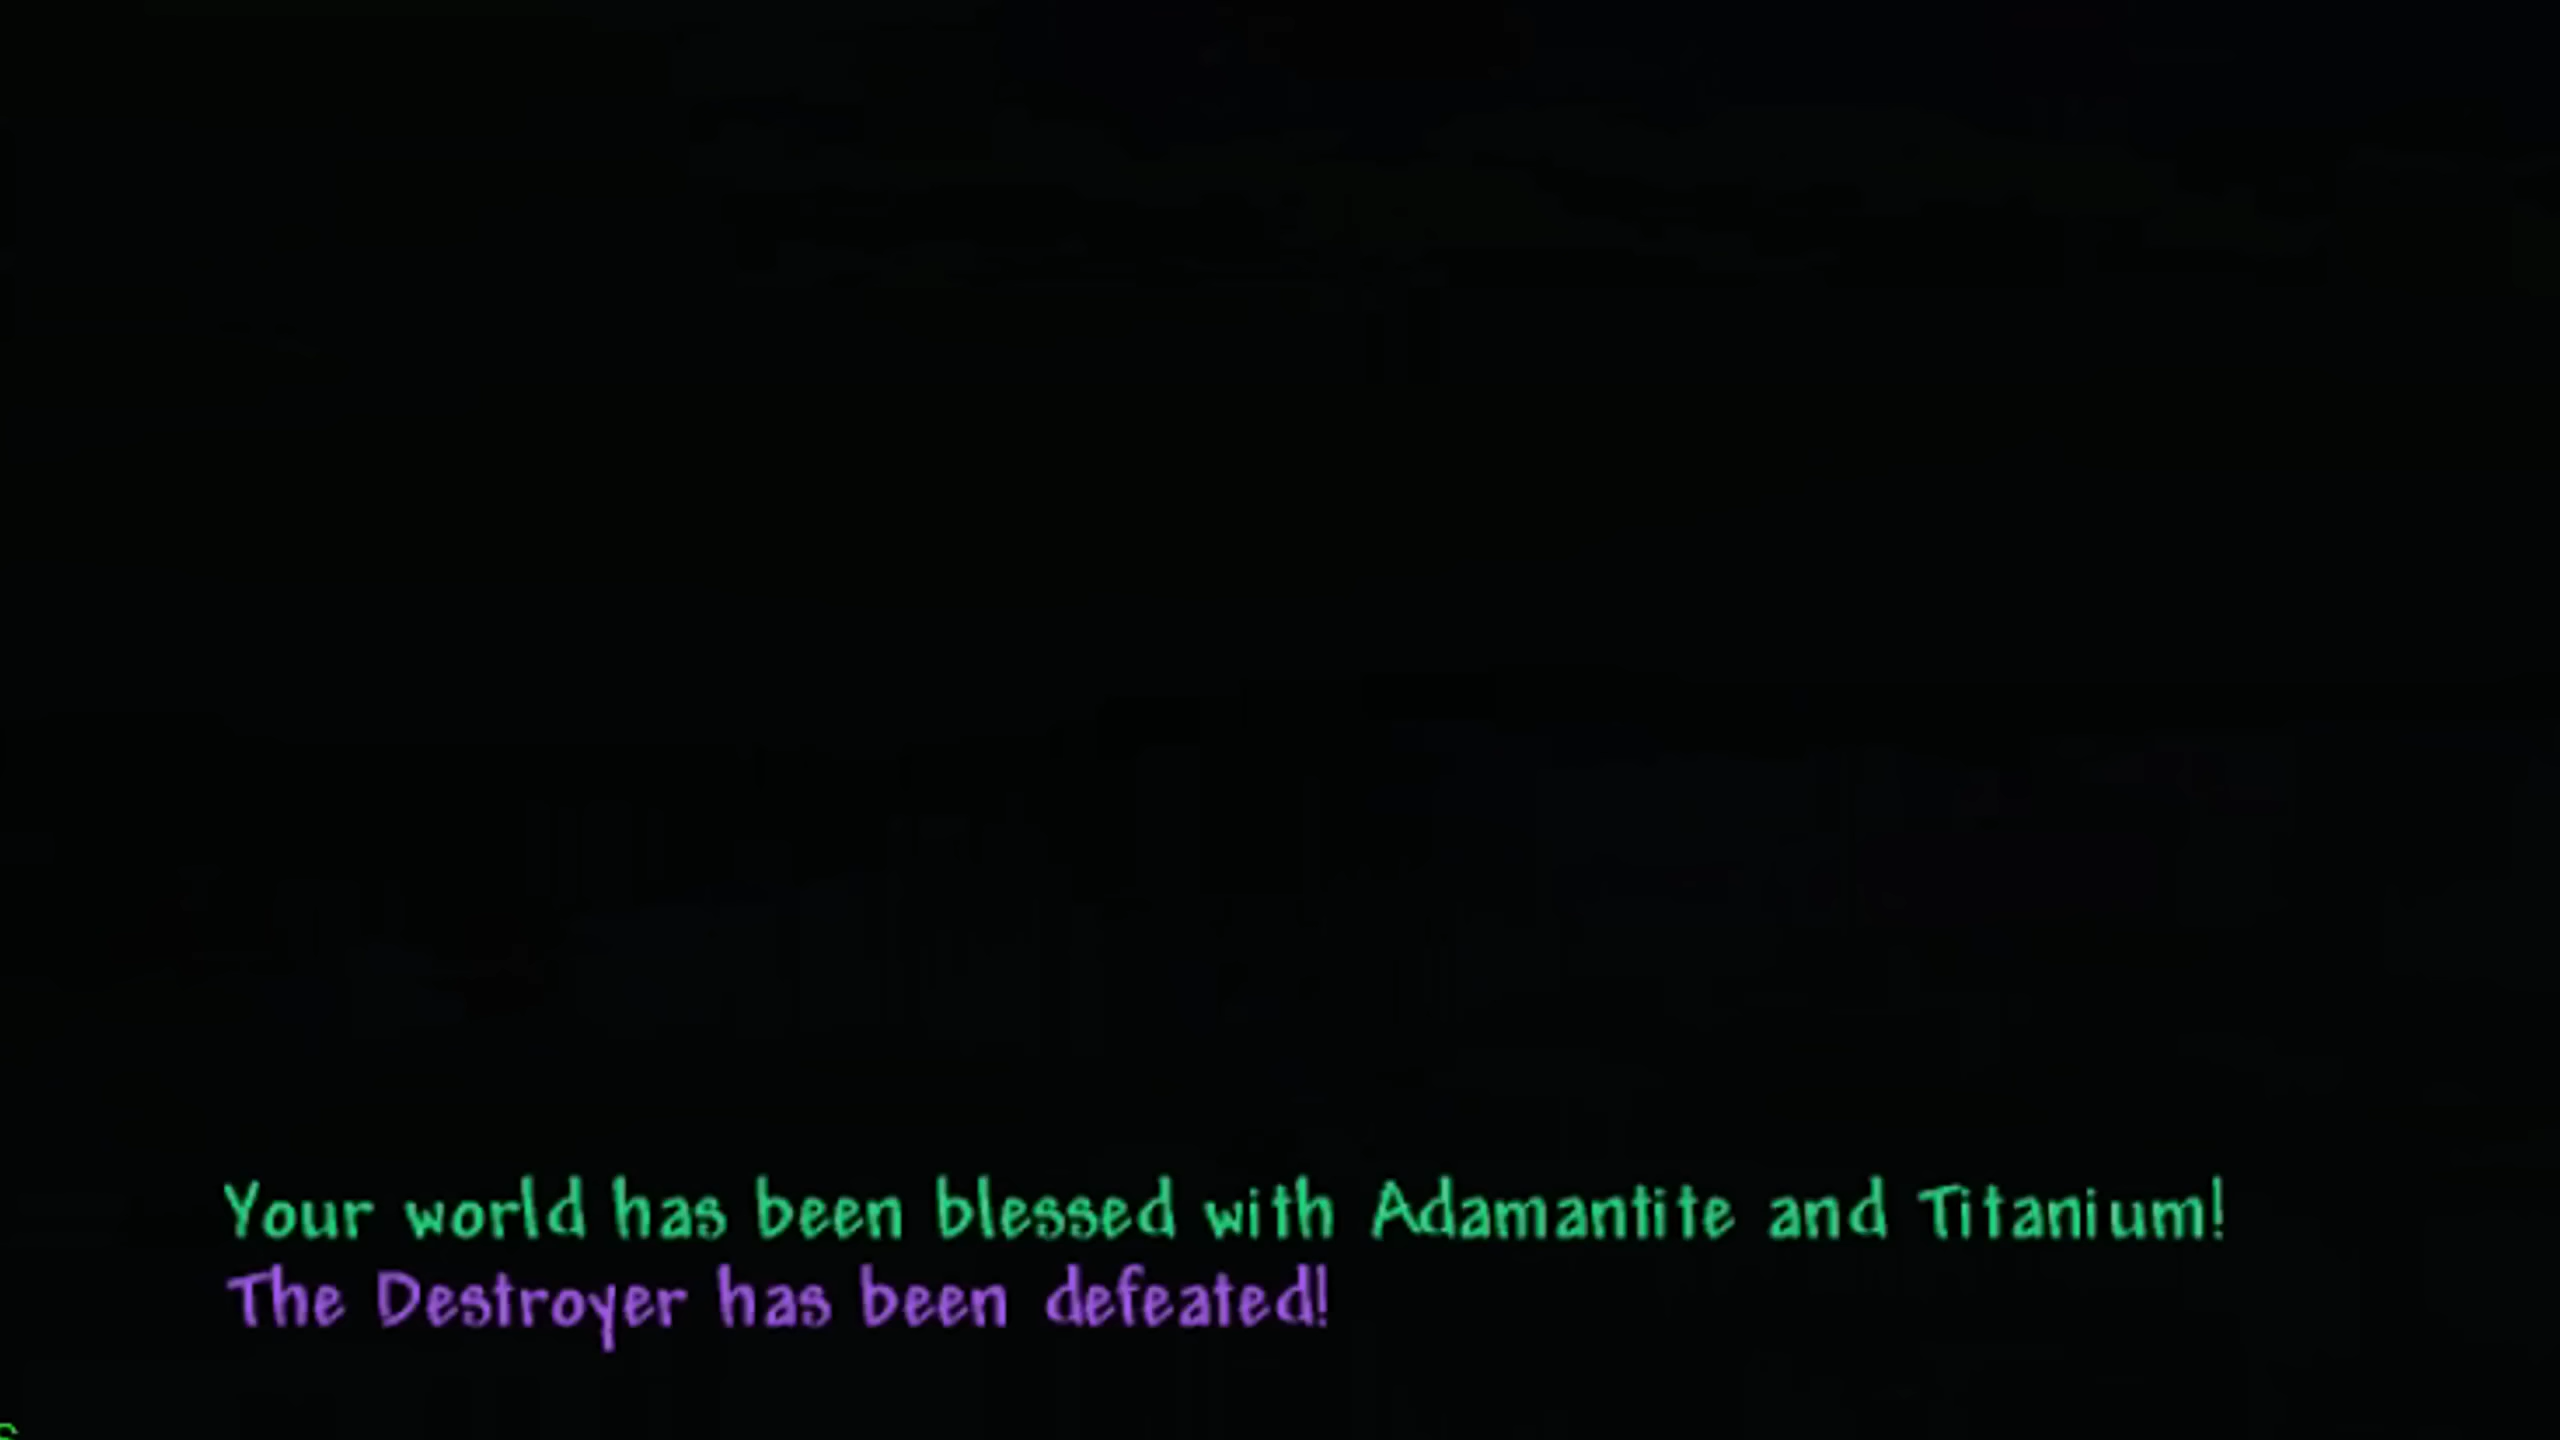 Your world has been blessed with Adamantite and Titanium!
The Destroyer has been defeated!